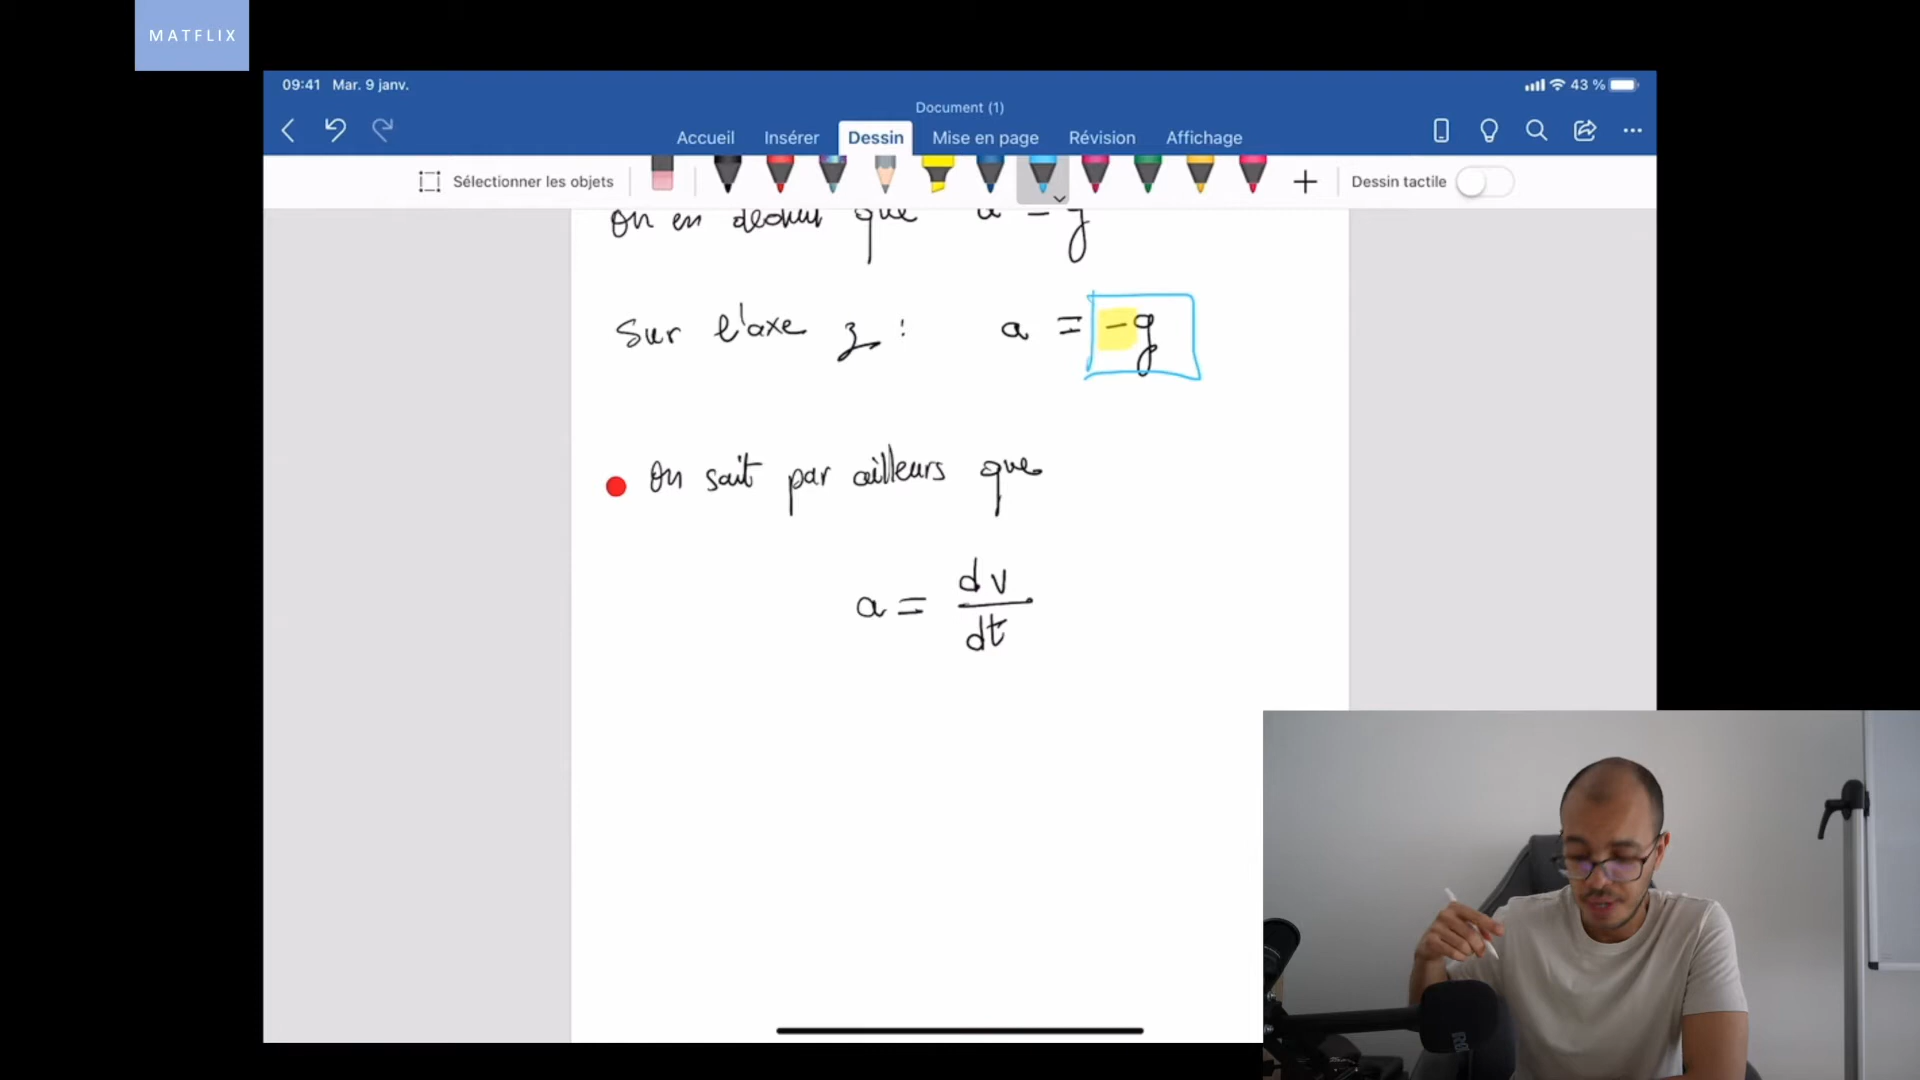 MATFLIX
09:41 Mar. 9 janv.
43 %
Document (1)
Accueil Insérer Dessin Mise en page Révision Affichage
Sélectionner les objets
Dessin tactile
On en déduit que a = g
Sur l'axe z : a = -g
On sait par ailleurs que
a = dv
dt